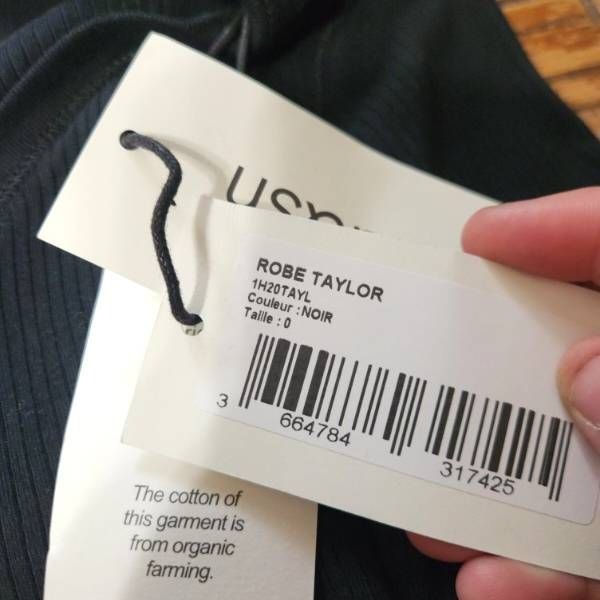 ROBE TAYLOR
1H20TAYL
Couleur : NOIR
Taille : 0
3 664784 317425
The cotton of
this garment is
from organic
farming.